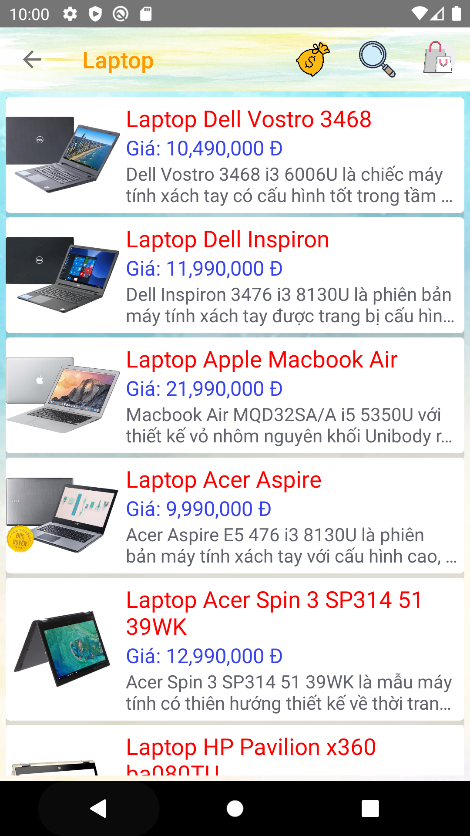 10:00
Laptop
Laptop Dell Vostro 3468
Giá: 10,490,000 Đ
Dell Vostro 3468 i3 6006U là chiếc máy
tính xách tay có cấu hình tốt trong tầm ...
Laptop Dell Inspiron
Giá: 11,990,000 Đ
Dell Inspiron 3476 i3 8130U là phiên bản
máy tính xách tay được trang bị cấu hìn...
Laptop Apple Macbook Air
Giá: 21,990,000 Đ
Macbook Air MQD32SA/A i5 5350U với
thiết kế vỏ nhôm nguyên khối Unibody r...
Laptop Acer Aspire
Giá: 9,990,000 Đ
Acer Aspire E5 476 i3 8130U là phiên
bản máy tính xách tay với cấu hình cao, ...
Laptop Acer Spin 3 SP314 51
39WK
Giá: 12,990,000 Đ
Acer Spin 3 SP314 51 39WK là mẫu máy
tính có thiên hướng thiết kế về thời tran...
Laptop HP Pavilion x360
ba080TU